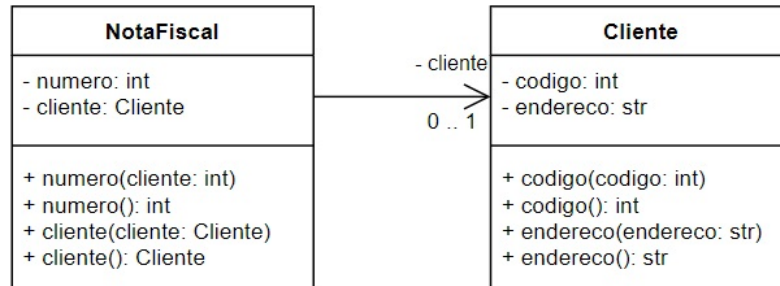 NotaFiscal
- numero: int
- cliente: Cliente
+ numero(cliente: int)
+ numero(): int
+ cliente(cliente: Cliente)
+ cliente(): Cliente
- cliente
0 .. 1
Cliente
- codigo: int
- endereco: str
+ codigo(codigo: int)
+ codigo(): int
+ endereco(endereco: str)
+ endereco(): str